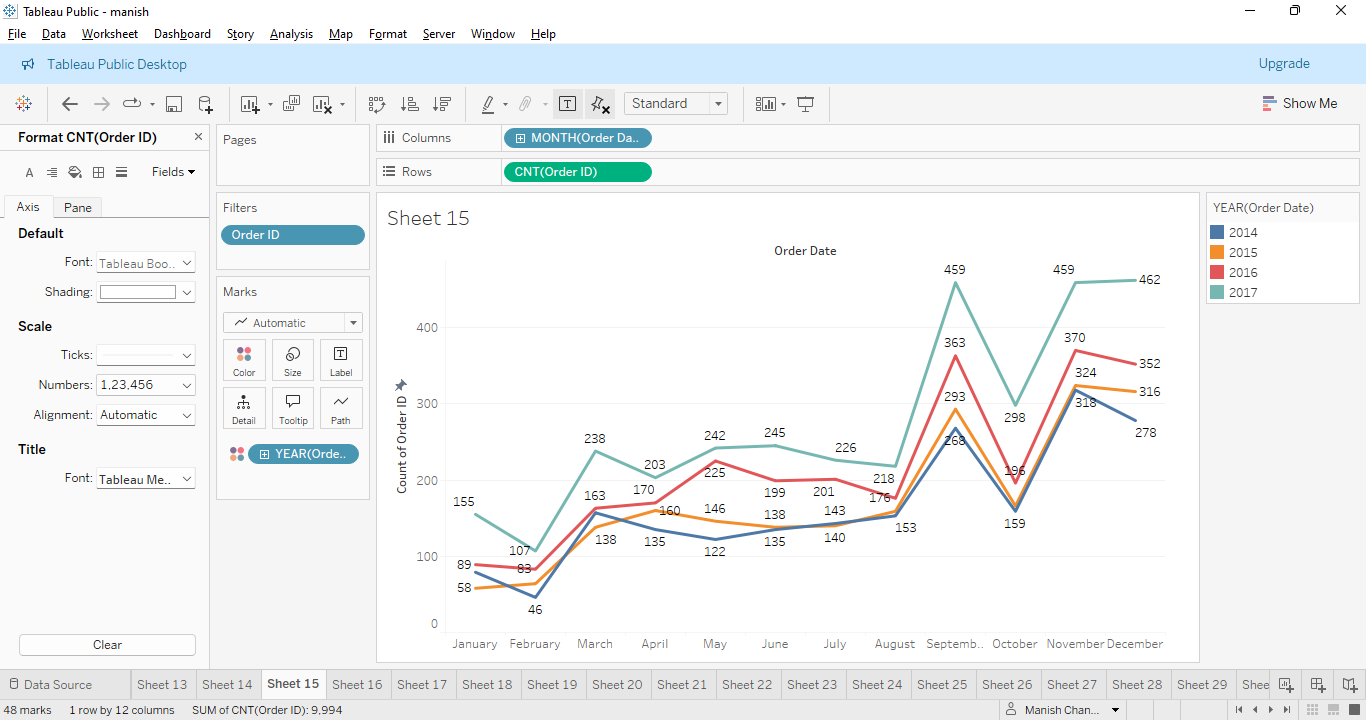 Tableau Public - manish
File Data Worksheet Dashboard Story Analysis Map Format Server Window Help
Tableau Public Desktop Upgrade
Standard Show Me
Format CNT(Order ID)
Fields
Axis Pane
Default
Font: Tableau Boo..
Shading:
Scale
Ticks:
Numbers: 1,23,456
Alignment: Automatic
Title
Font: Tableau Me..
Clear
Pages
Filters
Order ID
Marks
Automatic
Color Size Label
Detail Tooltip Path
YEAR(Orde..
Columns MONTH(Order Da..
Rows CNT(Order ID)
Sheet 15
Order Date
Count of Order ID
400
300
200
100
0
155 107 238 203 242 245 226 218 459 298 459 462
89 83 163 170 225 199 201 176 363 196 370 352
58 138 160 146 138 140 293 324 316
46 135 122 135 143 153 268 159 318 278
January February March April May June July August Septemb.. October November December
YEAR(Order Date)
2014
2015
2016
2017
Data Source Sheet 13 Sheet 14 Sheet 15 Sheet 16 Sheet 17 Sheet 18 Sheet 19 Sheet 20 Sheet 21 Sheet 22 Sheet 23 Sheet 24 Sheet 25 Sheet 26 Sheet 27 Sheet 28 Sheet 29 Shee
48 marks 1 row by 12 columns SUM of CNT(Order ID): 9,994 Manish Chan...